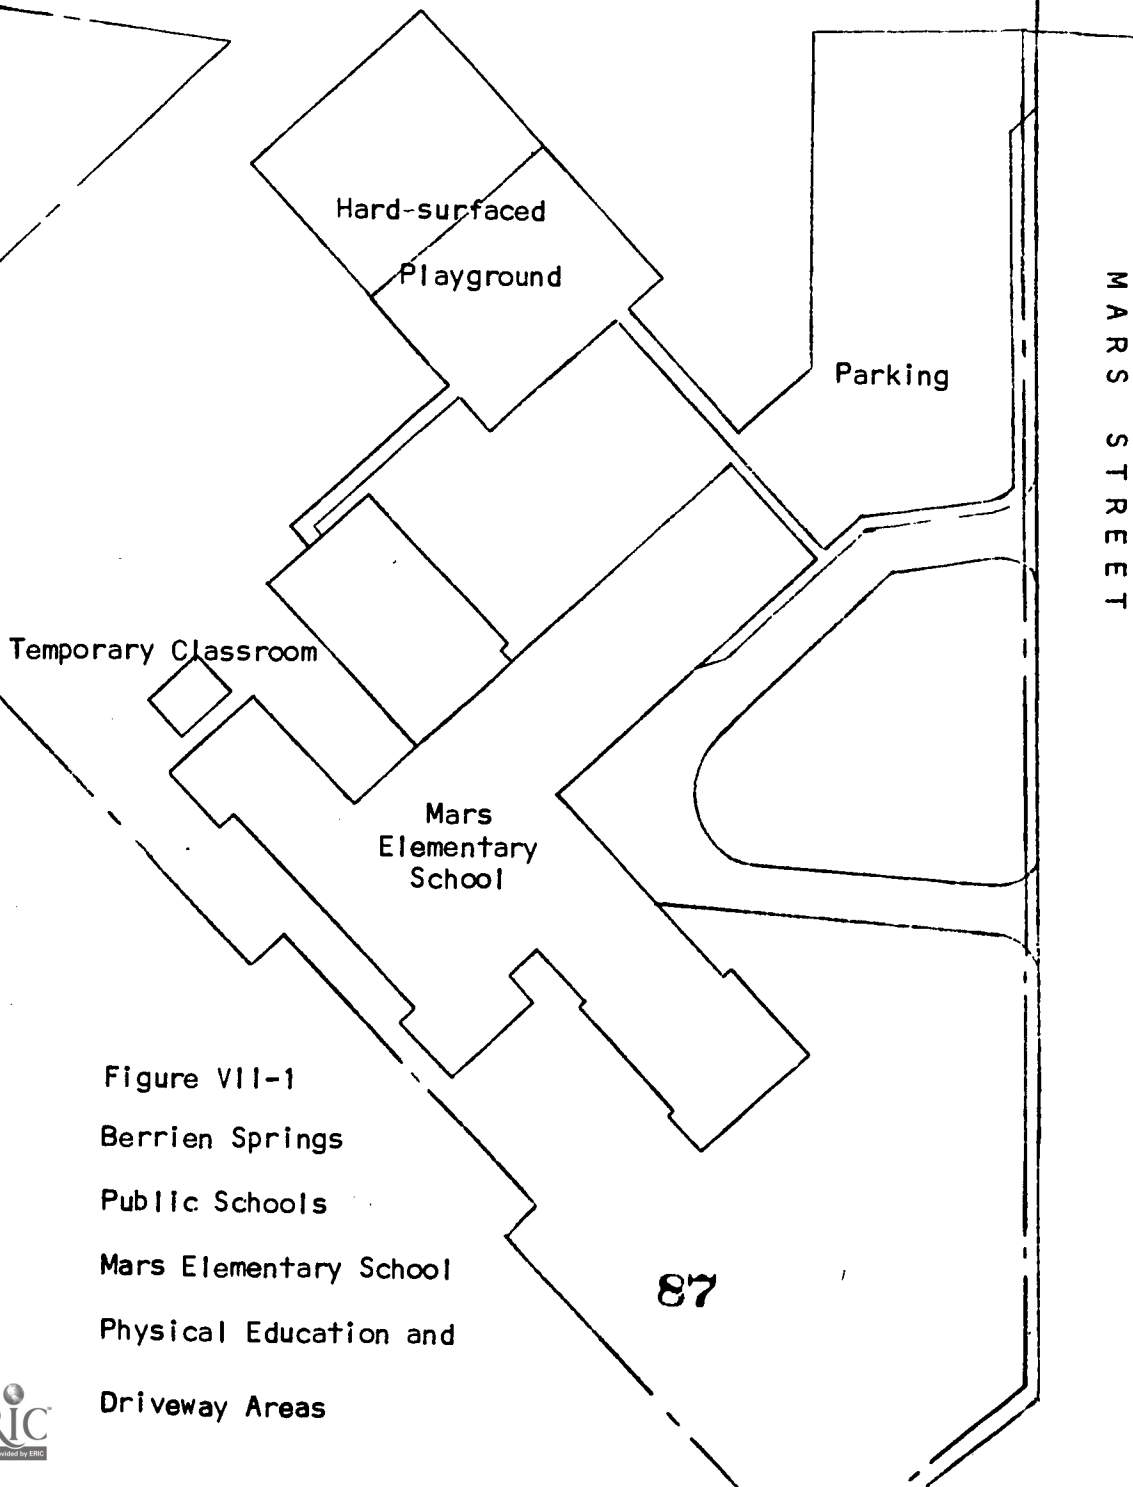 Hard-surfaced
Playground
Parking
MARS STREET
Temporary Classroom
Mars
Elementary
School
Figure VII-1
Berrien Springs
Public Schools
Mars Elementary School
87
Physical Education and
Driveway Areas
ERIC